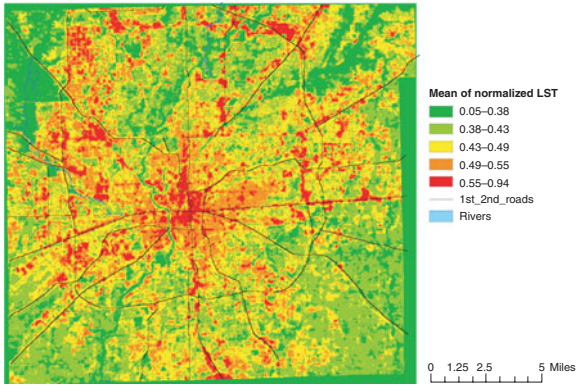 Mean of normalized LST
0.05–0.38
0.38–0.43
0.43–0.49
0.49–0.55
0.55–0.94
1st_2nd_roads
Rivers
0 1.25 2.5 5 Miles